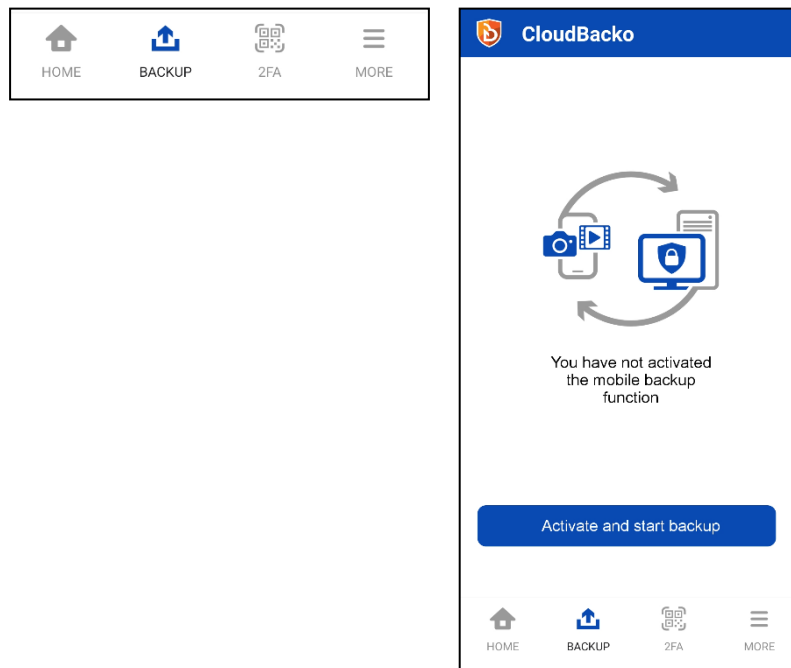 HOME BACKUP 2FA MORE
CloudBacko
You have not activated
the mobile backup
function
Activate and start backup
HOME BACKUP 2FA MORE